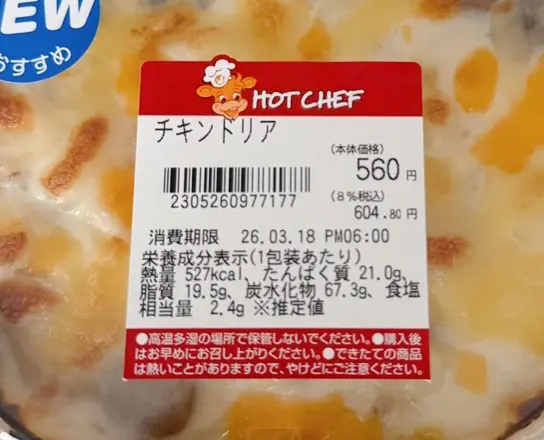 EW
おすすめ
HOT CHEF
チキンドリア
(本体価格)
560円
(8%税込)
604.80円
2305260977177
消費期限 26.03.18 PM06:00
栄養成分表示(1包装あたり)
熱量 527kcal、たんぱく質 21.0g、
脂質 19.5g、炭水化物 67.3g、食塩
相当量 2.4g ※推定値
●高温多湿の場所で保管しないでください。●購入後
はお早めにお召し上がりください。●できたての商品
は熱いことがありますので、やけどにご注意ください。